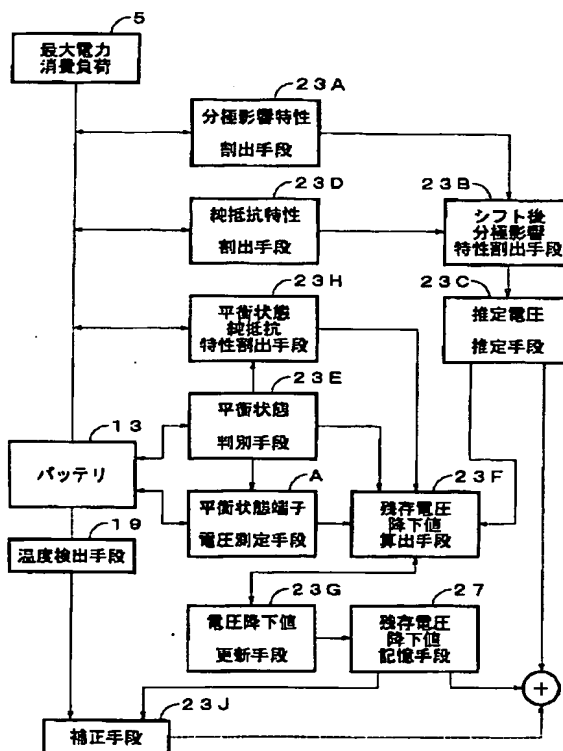 5
最大電力
消費負荷
23A
分極影響特性
割出手段
23D
純抵抗特性
割出手段
23B
シフト後
分極影響
特性割出手段
23H
平衡状態
純抵抗
特性割出手段
23C
推定電圧
推定手段
23E
平衡状態
判別手段
13
バッテリ
A
平衡状態端子
電圧測定手段
23F
残存電圧
降下値
算出手段
19
温度検出手段
23G
電圧降下値
更新手段
27
残存電圧
降下値
記憶手段
+
23J
補正手段